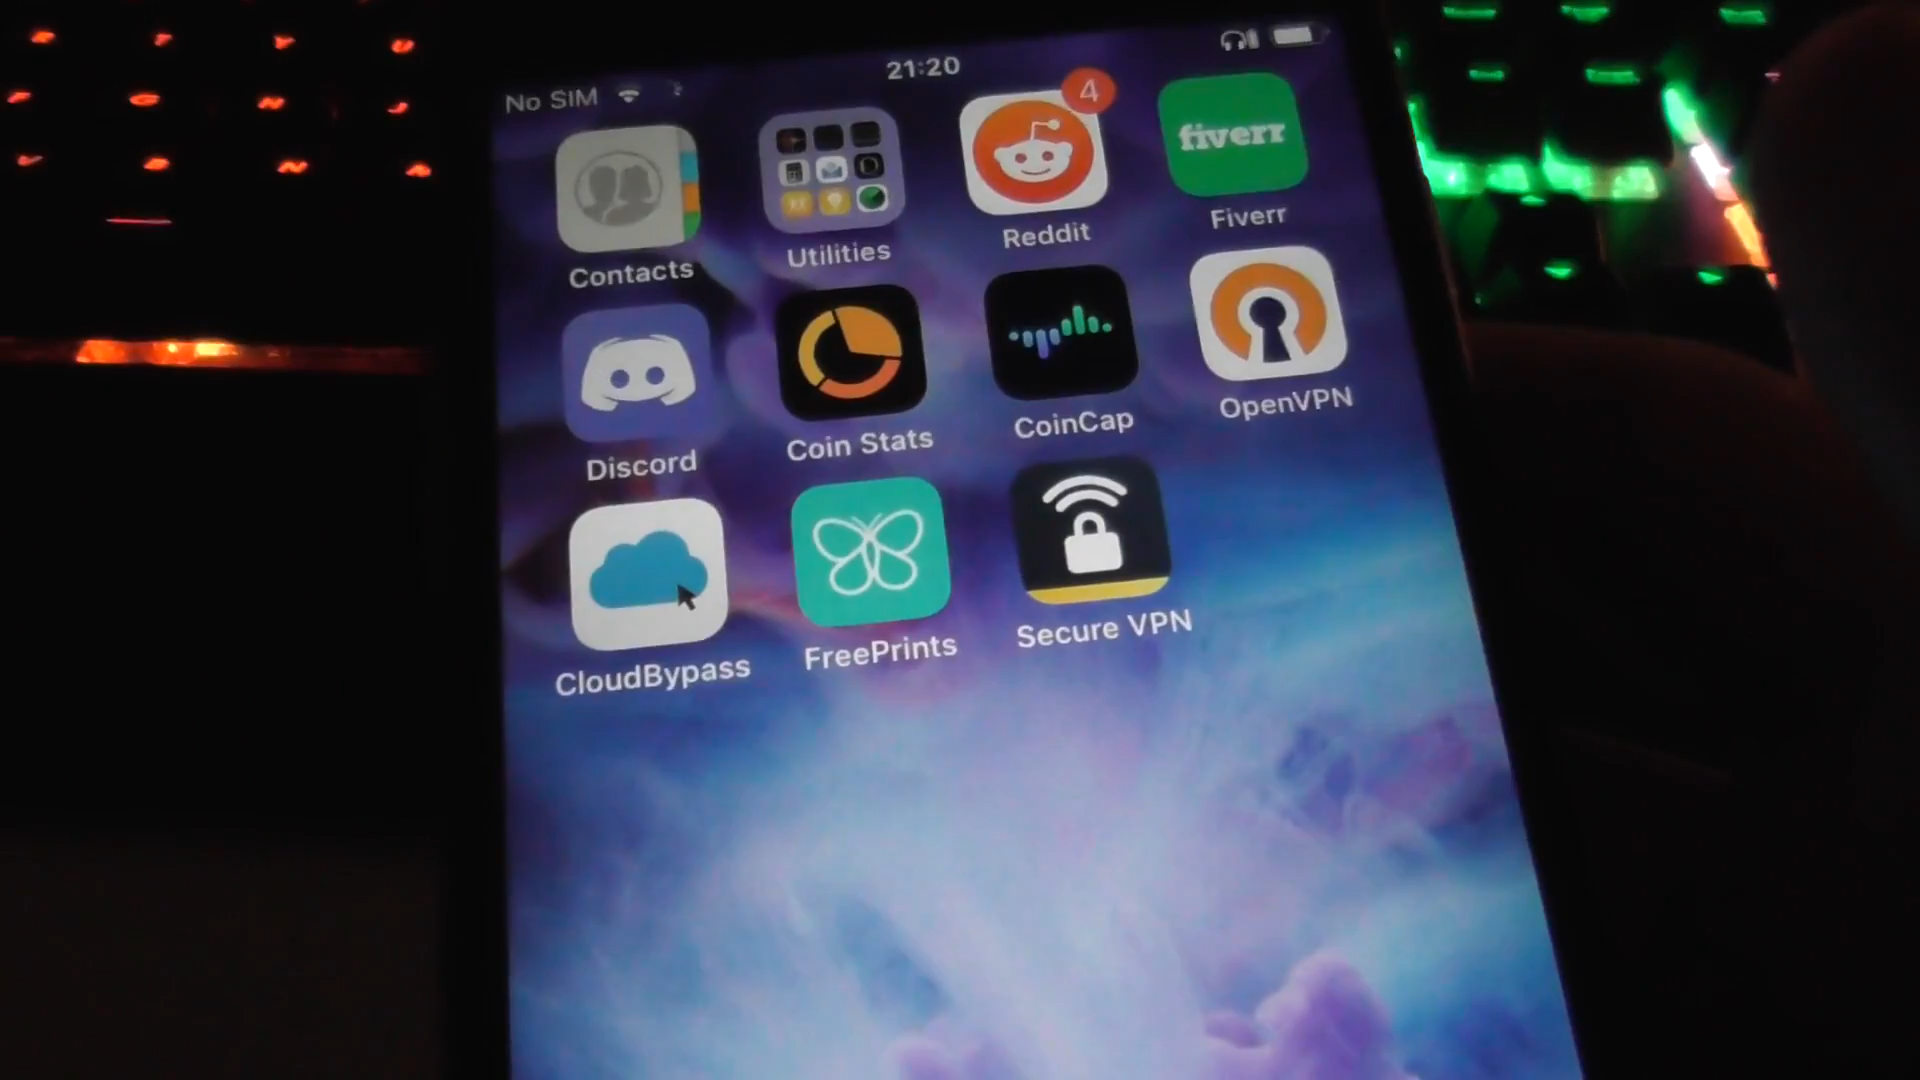 No SIM
21:20
4
fiverr
Contacts
Utilities
Reddit
Fiverr
Discord
Coin Stats
CoinCap
OpenVPN
CloudBypass
FreePrints
Secure VPN